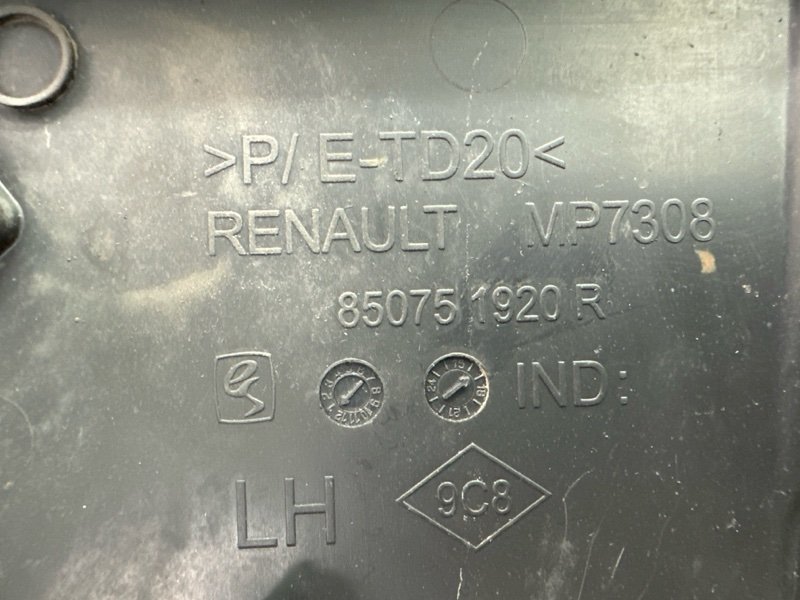 >P/ E-TD20<
RENAULT MP7308
850751920 R
IND:
LH
9C8